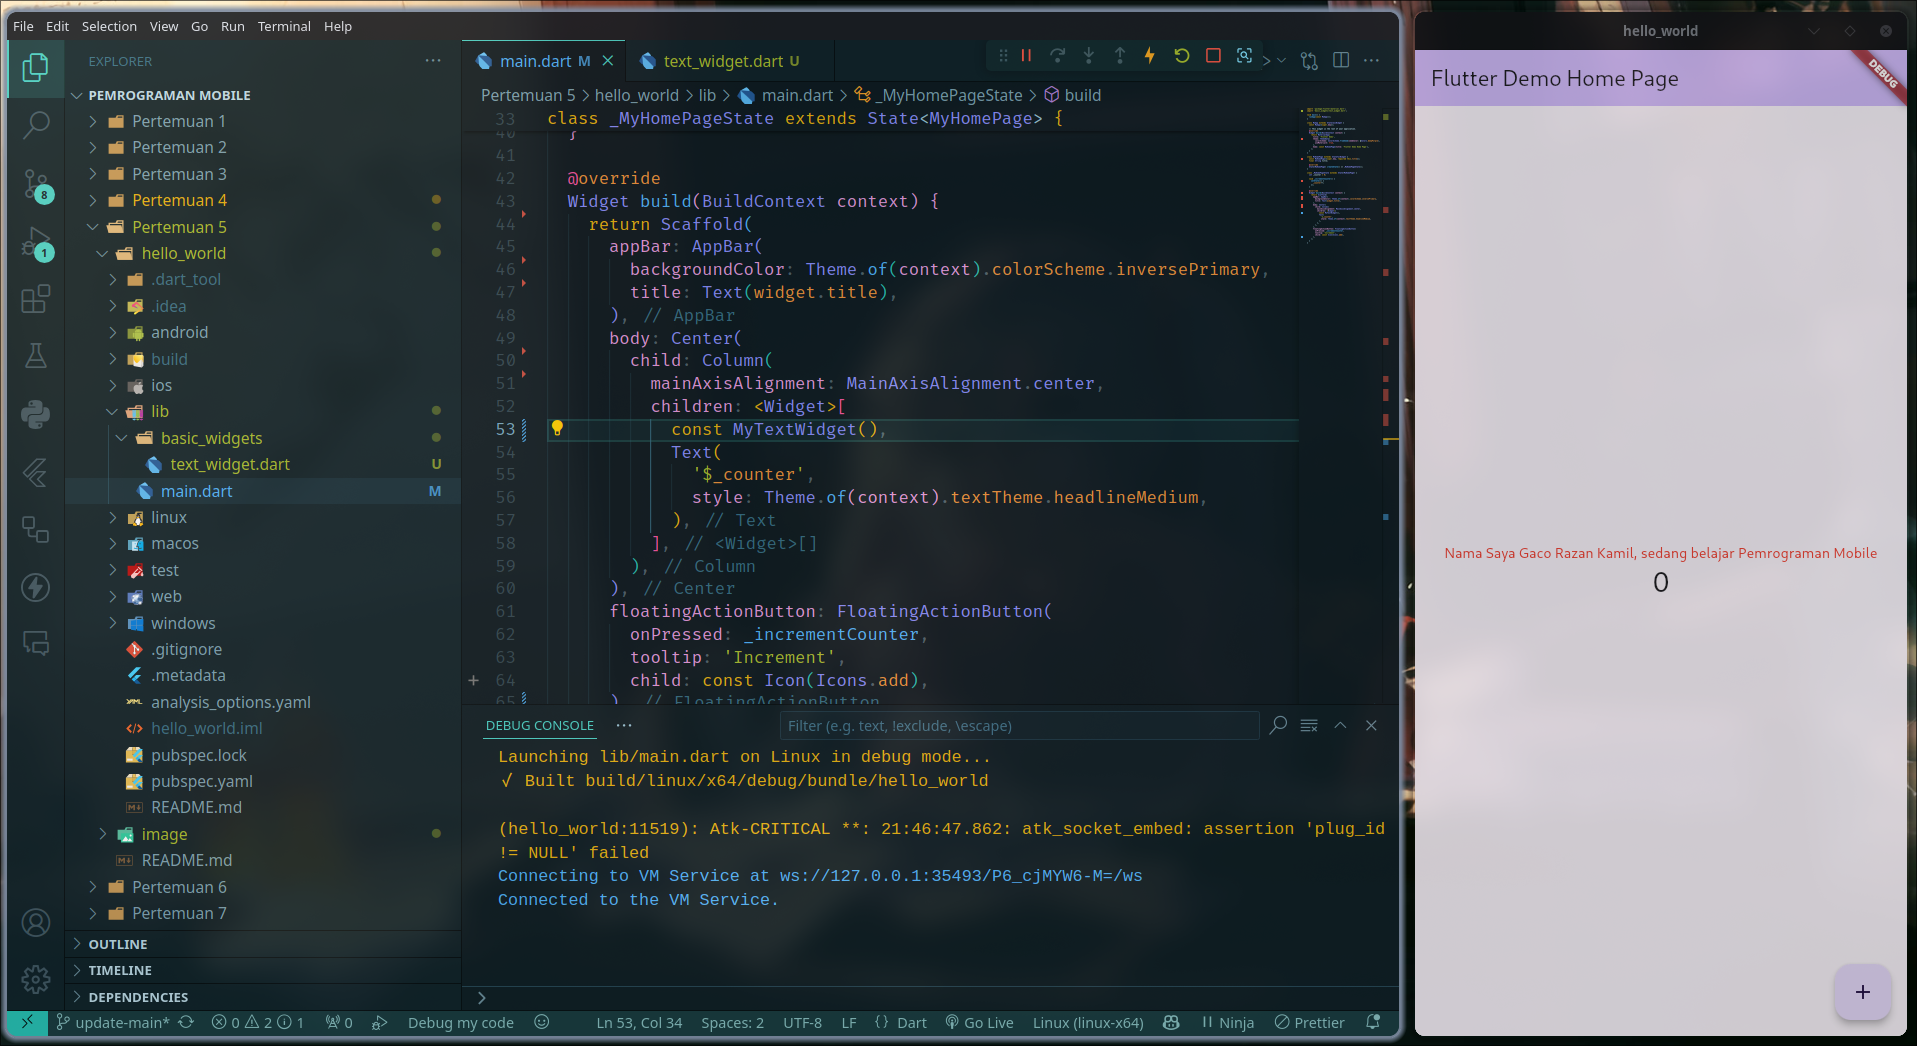 File Edit Selection View Go Run Terminal Help
EXPLORER
PEMROGRAMAN MOBILE
Pertemuan 1
Pertemuan 2
Pertemuan 3
Pertemuan 4
Pertemuan 5
hello_world
.dart_tool
.idea
android
build
ios
lib
basic_widgets
text_widget.dart U
main.dart M
linux
macos
test
web
windows
.gitignore
.metadata
analysis_options.yaml
hello_world.iml
pubspec.lock
pubspec.yaml
README.md
image
README.md
Pertemuan 6
Pertemuan 7
OUTLINE
TIMELINE
DEPENDENCIES
8
1
main.dart M
text_widget.dart U
Pertemuan 5 > hello_world > lib > main.dart > _MyHomePageState > build
33 class _MyHomePageState extends State<MyHomePage> {
40 }
41
42 @override
43 Widget build(BuildContext context) {
44 return Scaffold(
45 appBar: AppBar(
46 backgroundColor: Theme.of(context).colorScheme.inversePrimary,
47 title: Text(widget.title),
48 ), // AppBar
49 body: Center(
50 child: Column(
51 mainAxisAlignment: MainAxisAlignment.center,
52 children: <Widget>[
53 const MyTextWidget(),
54 Text(
55 '$_counter',
56 style: Theme.of(context).textTheme.headlineMedium,
57 ), // Text
58 ], // <Widget>[]
59 ), // Column
60 ), // Center
61 floatingActionButton: FloatingActionButton(
62 onPressed: _incrementCounter,
63 tooltip: 'Increment',
64 child: const Icon(Icons.add),
65 ), // FloatingActionButton
DEBUG CONSOLE
Filter (e.g. text, !exclude, \escape)
Launching lib/main.dart on Linux in debug mode...
√ Built build/linux/x64/debug/bundle/hello_world
(hello_world:11519): Atk-CRITICAL **: 21:46:47.862: atk_socket_embed: assertion 'plug_id
!= NULL' failed
Connecting to VM Service at ws://127.0.0.1:35493/P6_cjMYW6-M=/ws
Connected to the VM Service.
update-main* 0 2 1 0 Debug my code Ln 53, Col 34 Spaces: 2 UTF-8 LF {} Dart Go Live Linux (linux-x64) Ninja Prettier
hello_world
Flutter Demo Home Page
DEBUG
Nama Saya Gaco Razan Kamil, sedang belajar Pemrograman Mobile
0
+